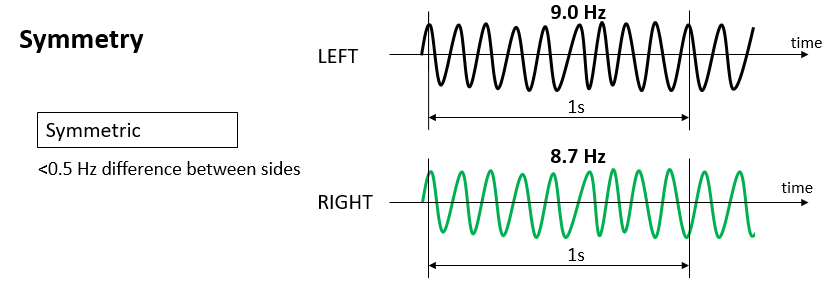 Symmetry
Symmetric
<0.5 Hz difference between sides
9.0 Hz
LEFT
time
1s
8.7 Hz
RIGHT
time
1s